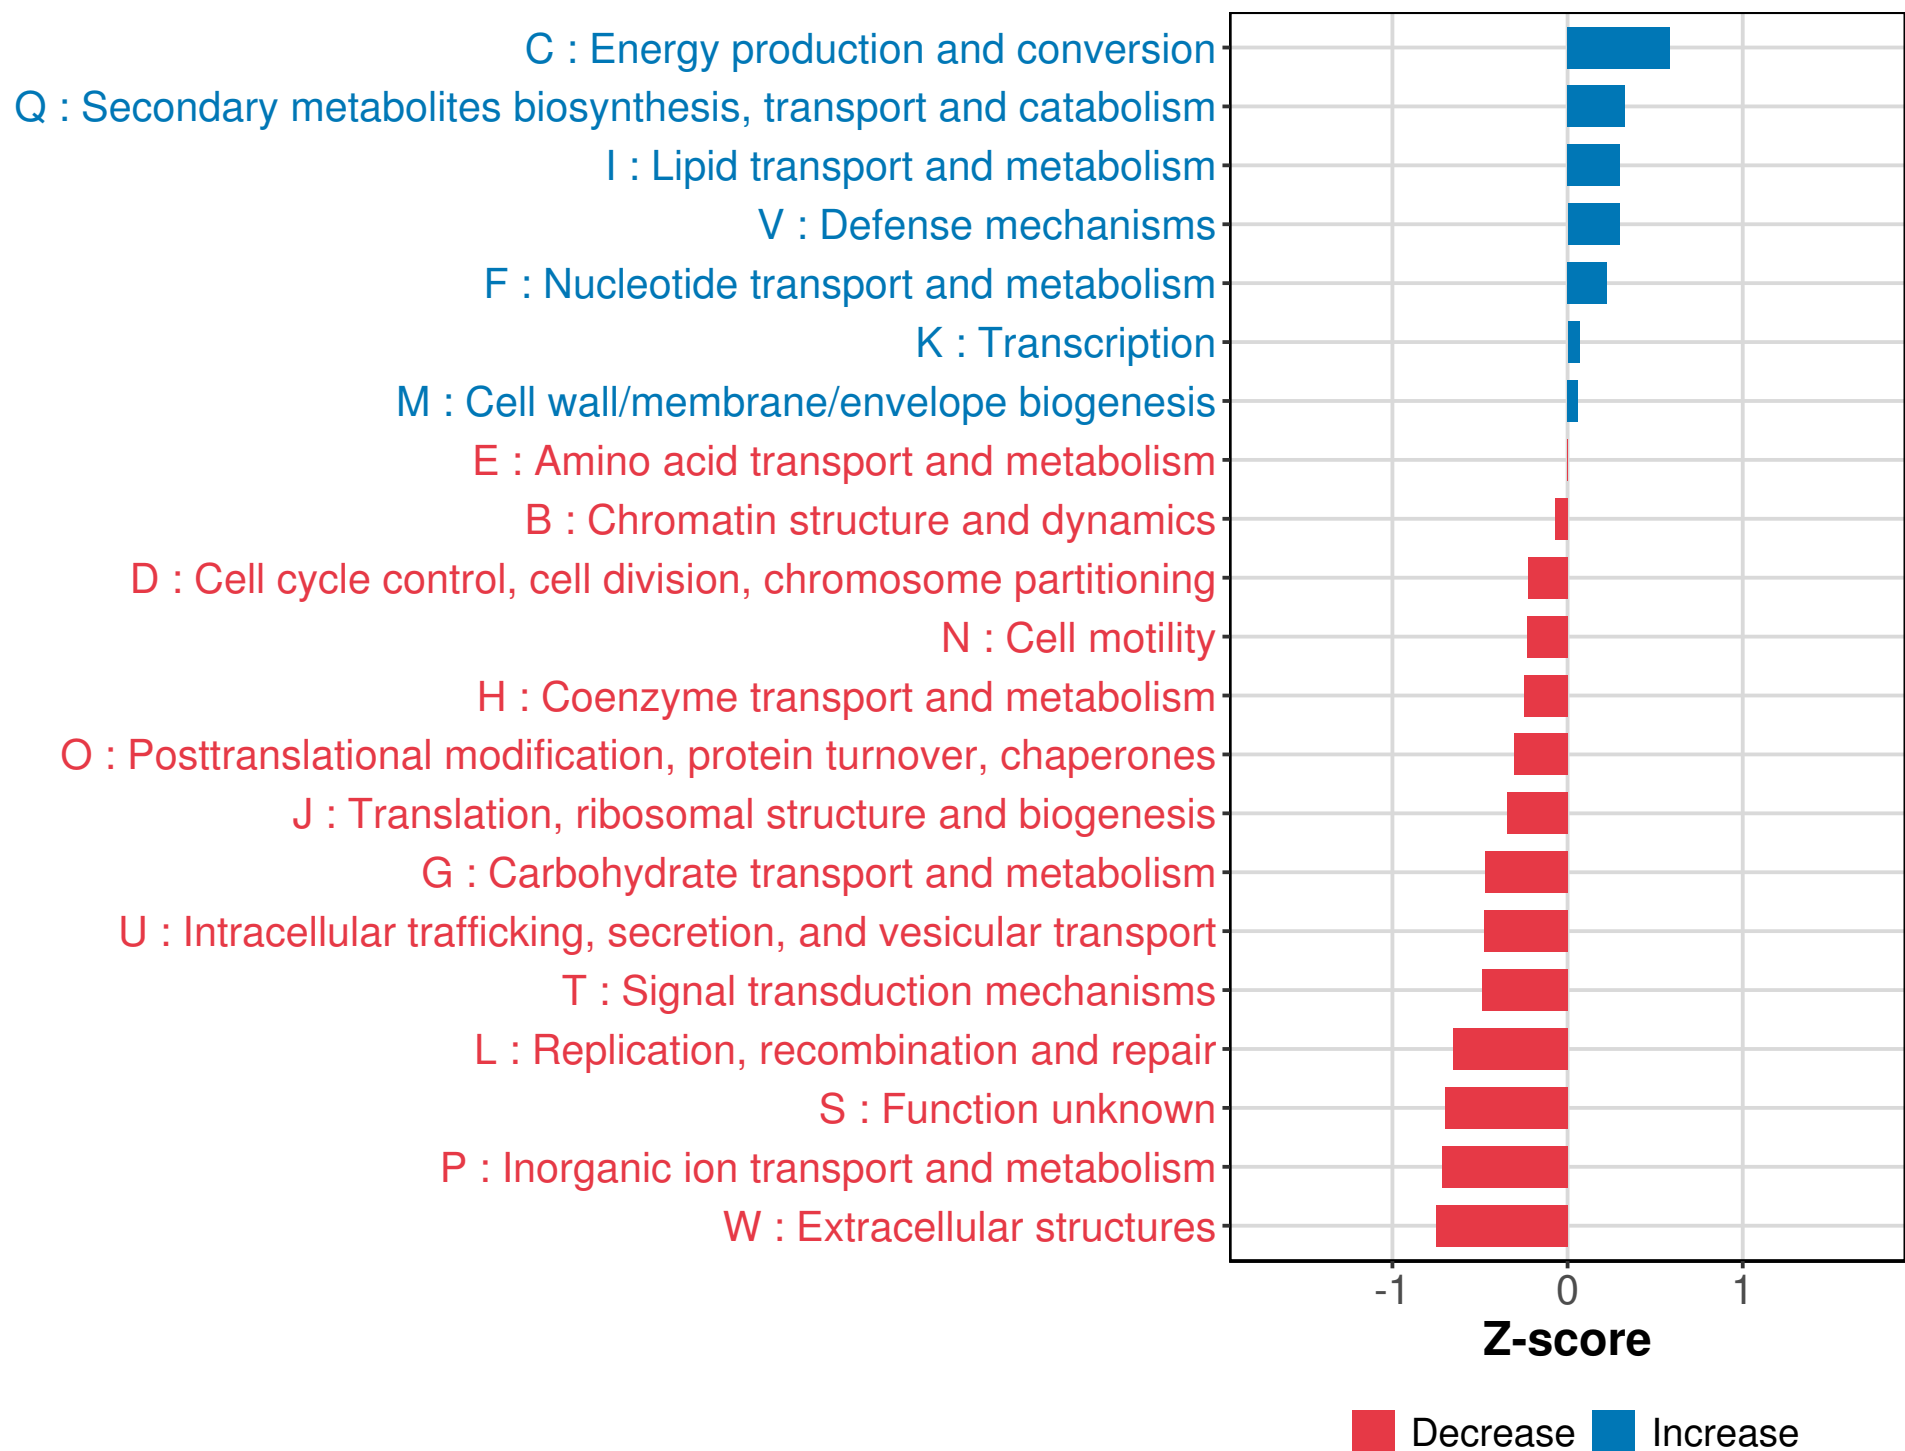 C : Energy production and conversion
Q : Secondary metabolites biosynthesis, transport and catabolism
I : Lipid transport and metabolism
V : Defense mechanisms
F : Nucleotide transport and metabolism
K : Transcription
M : Cell wall/membrane/envelope biogenesis
E : Amino acid transport and metabolism
B : Chromatin structure and dynamics
D : Cell cycle control, cell division, chromosome partitioning
N : Cell motility
H : Coenzyme transport and metabolism
O : Posttranslational modification, protein turnover, chaperones
J : Translation, ribosomal structure and biogenesis
G : Carbohydrate transport and metabolism
U : Intracellular trafficking, secretion, and vesicular transport
T : Signal transduction mechanisms
L : Replication, recombination and repair
S : Function unknown
P : Inorganic ion transport and metabolism
W : Extracellular structures
-1 0 1
Z-score
Decrease Increase